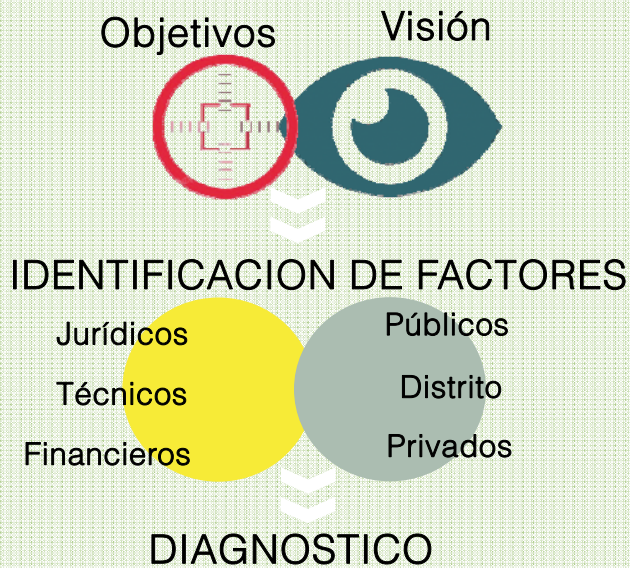 Objetivos
Visión
IDENTIFICACION DE FACTORES
Jurídicos
Públicos
Técnicos
Distrito
Financieros
Privados
DIAGNOSTICO